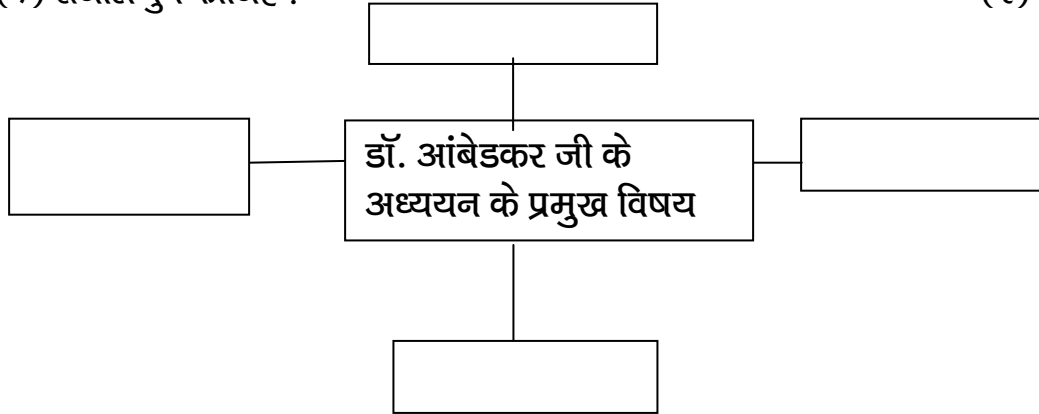 डॉ. आंबेडकर जी के
अध्ययन के प्रमुख विषय